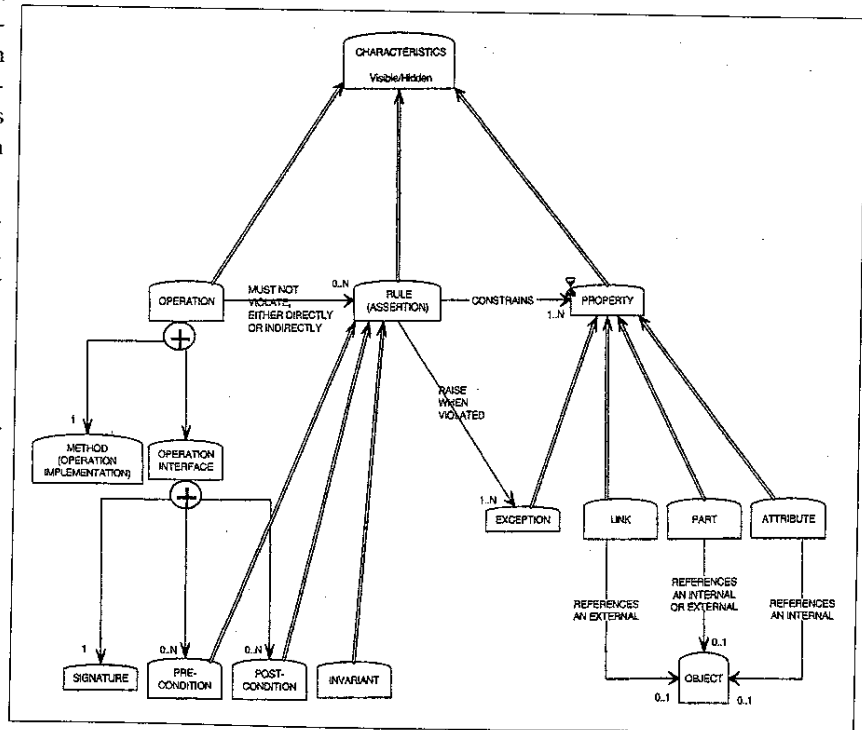 CHARACTERISTICS
Visible/Hidden
OPERATION
MUST NOT
VIOLATE,
EITHER DIRECTLY
OR INDIRECTLY
0..N
RULE
(ASSERTION)
CONSTRAINS
1..N
PROPERTY
RAISE
WHEN
VIOLATED
1
METHOD
(OPERATION
IMPLEMENTATION)
OPERATION
INTERFACE
1..N
EXCEPTION
LINK
PART
ATTRIBUTE
REFERENCES
AN EXTERNAL
REFERENCES
AN INTERNAL
OR EXTERNAL
REFERENCES
AN INTERNAL
1
SIGNATURE
0..N
PRE-
CONDITION
0..N
POST-
CONDITION
INVARIANT
0..1
OBJECT
0..1
0..1